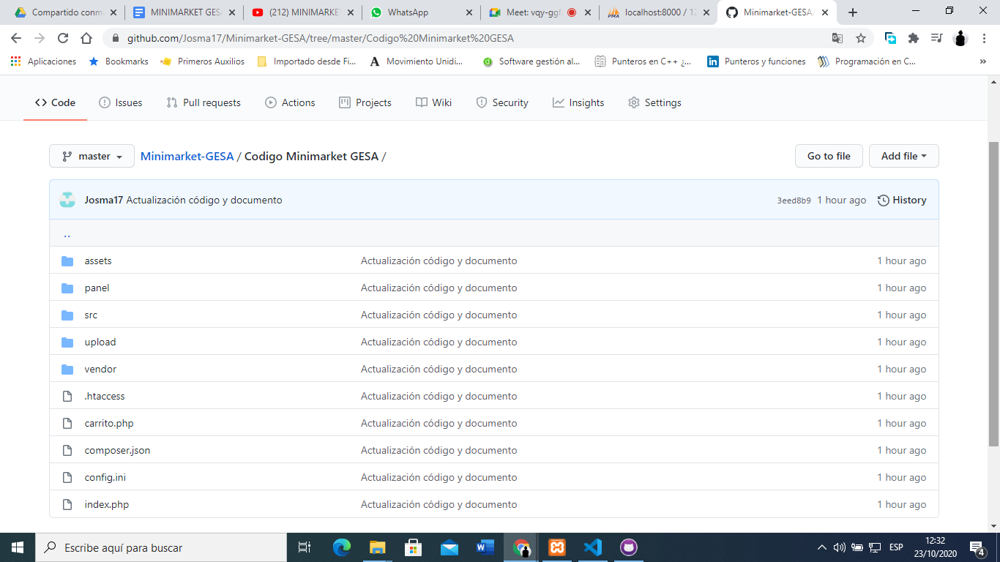 Compartido conm
MINIMARKET GES
(212) MINIMARKE
WhatsApp
Meet: vqy-ggf
localhost:8000 / 12
Minimarket-GESA/
github.com/Josma17/Minimarket-GESA/tree/master/Codigo%20Minimarket%20GESA
Aplicaciones
Bookmarks
Primeros Auxilios
Importado desde Fi...
Movimiento Unidi...
Software gestión al...
Punteros en C++ ¿...
Punteros y funciones
Programación en C...
»
Code
Issues
Pull requests
Actions
Projects
Wiki
Security
Insights
Settings
master
Minimarket-GESA / Codigo Minimarket GESA /
Go to file
Add file
Josma17 Actualización código y documento
3eed8b9 1 hour ago
History
..
assets Actualización código y documento 1 hour ago
panel Actualización código y documento 1 hour ago
src Actualización código y documento 1 hour ago
upload Actualización código y documento 1 hour ago
vendor Actualización código y documento 1 hour ago
.htaccess Actualización código y documento 1 hour ago
carrito.php Actualización código y documento 1 hour ago
composer.json Actualización código y documento 1 hour ago
config.ini Actualización código y documento 1 hour ago
index.php Actualización código y documento 1 hour ago
Escribe aquí para buscar
ESP
12:32
23/10/2020
4